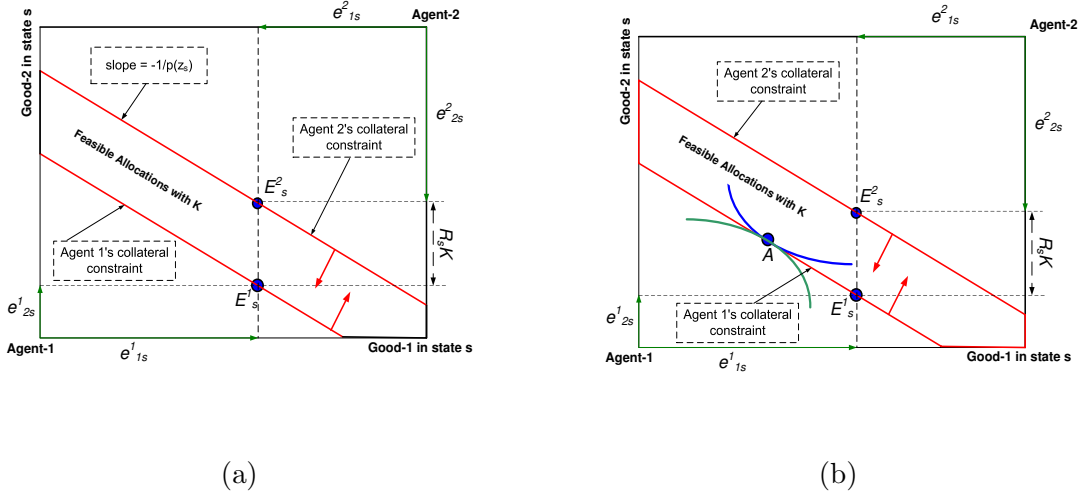 e²₁ₛ
Agent-2
Good-2 in state s
slope = -1/p(zₛ)
Agent 2's collateral
constraint
e²₂ₛ
Feasible Allocations with K
E²ₛ
RₛK
Agent 1's collateral
constraint
E¹ₛ
e¹₂ₛ
Agent-1
e¹₁ₛ
Good-1 in state s
(a)
e²₁ₛ
Agent-2
Good-2 in state s
Agent 2's collateral
constraint
e²₂ₛ
Feasible Allocations with K
E²ₛ
A
RₛK
E¹ₛ
Agent 1's collateral
constraint
e¹₂ₛ
Agent-1
e¹₁ₛ
Good-1 in state s
(b)